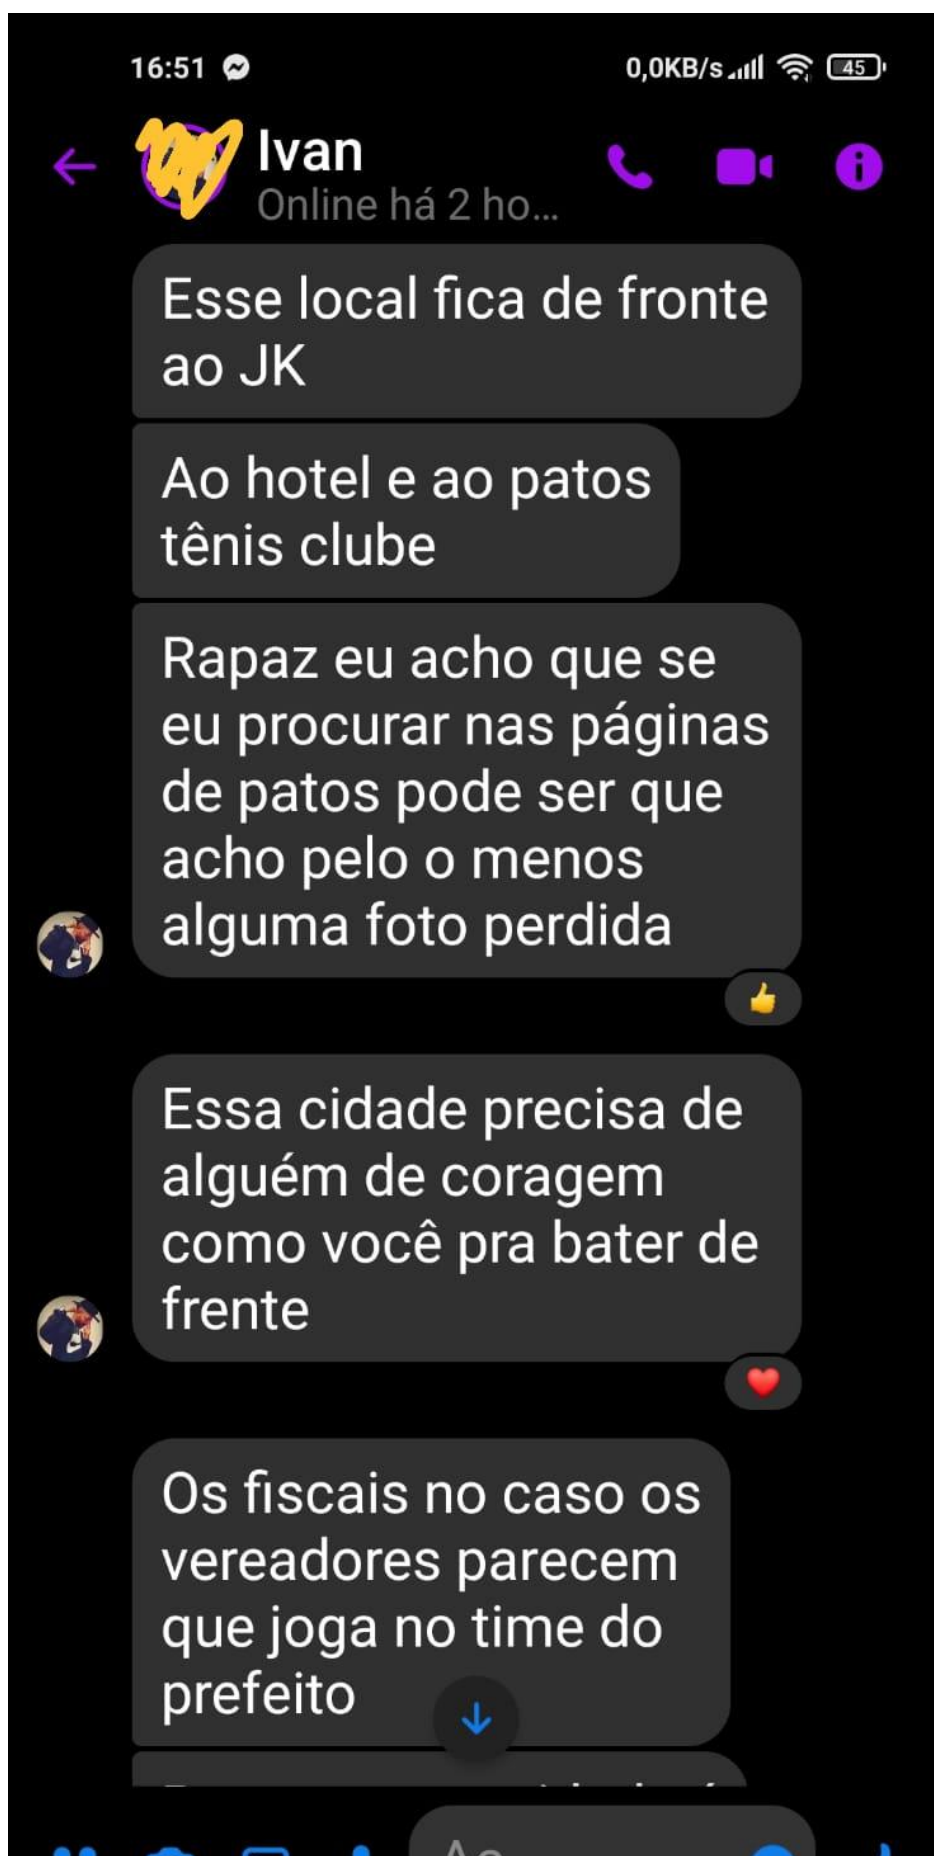 16:51 0,0KB/s 45
Ivan
Online há 2 ho...
Esse local fica de fronte
ao JK
Ao hotel e ao patos
tênis clube
Rapaz eu acho que se
eu procurar nas páginas
de patos pode ser que
acho pelo o menos
alguma foto perdida
Essa cidade precisa de
alguém de coragem
como você pra bater de
frente
Os fiscais no caso os
vereadores parecem
que joga no time do
prefeito